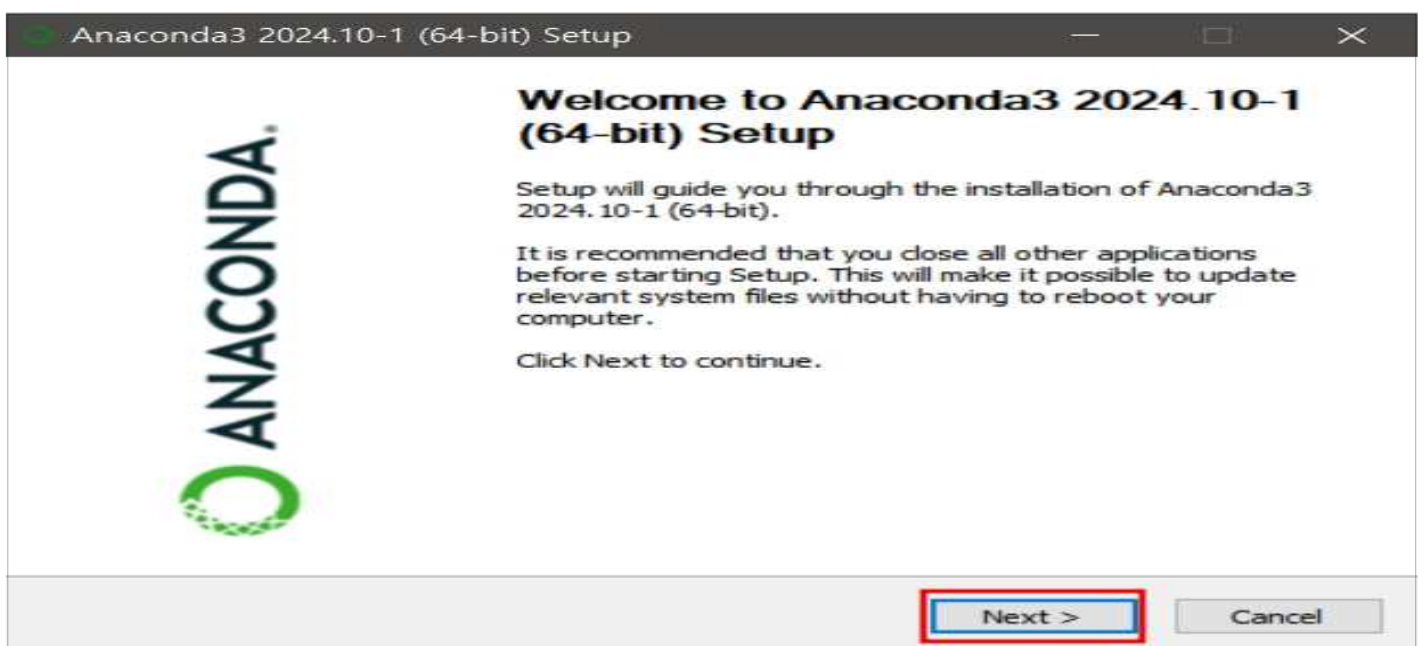 Anaconda3 2024.10-1 (64-bit) Setup
Welcome to Anaconda3 2024.10-1
(64-bit) Setup
Setup will guide you through the installation of Anaconda3
2024.10-1 (64-bit).
It is recommended that you close all other applications
before starting Setup. This will make it possible to update
relevant system files without having to reboot your
computer.
Click Next to continue.
ANACONDA.
Next >
Cancel